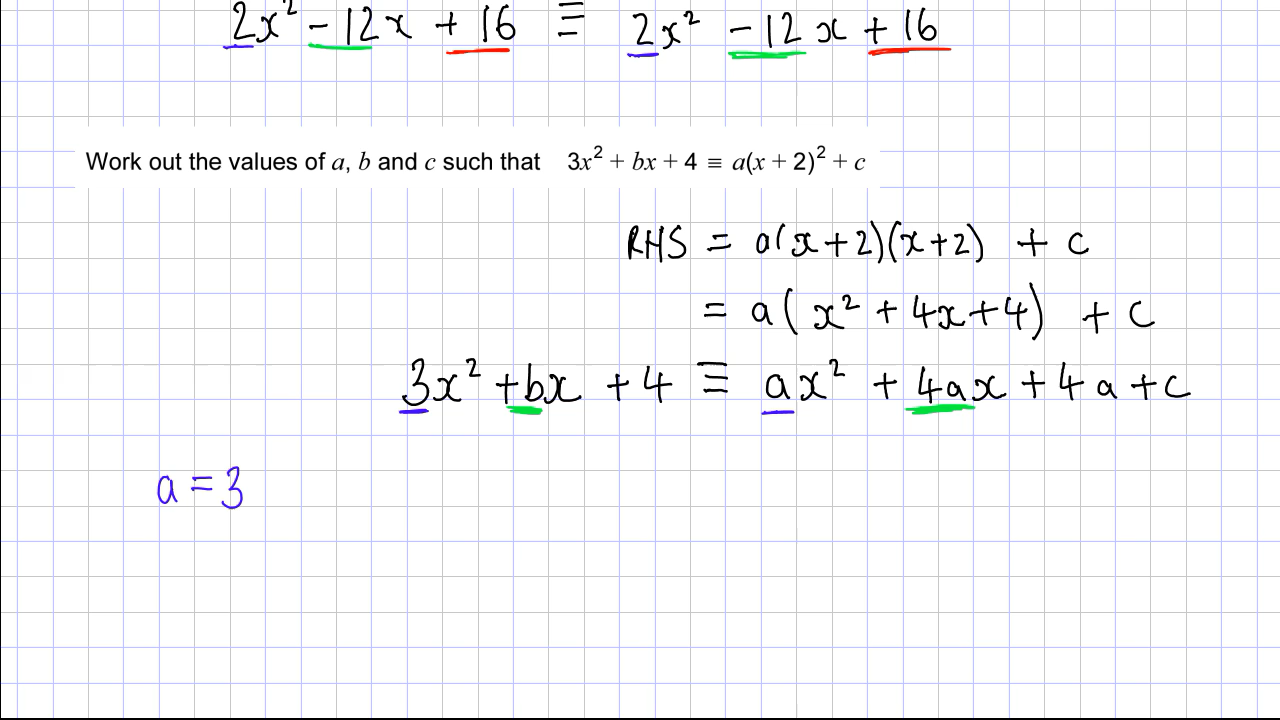 2x² - 12x + 16 ≡ 2x² - 12x + 16
Work out the values of a, b and c such that 3x² + bx + 4 ≡ a(x + 2)² + c
RHS = a(x+2)(x+2) + c
= a(x² + 4x + 4) + c
3x² + bx + 4 ≡ ax² + 4ax + 4a + c
a = 3